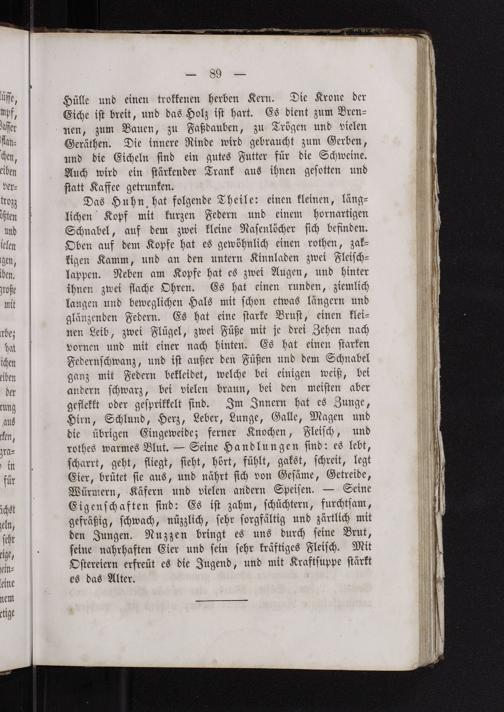 — 89 —
Hülle und einen trokkenen herben Kern. Die Krone der
Eiche ist breit, und das Holz ist hart. Es dient zum Bren-
nen, zum Bauen, zu Faßdauben, zu Trögen und vielen
Geräthen. Die innere Rinde wird gebraucht zum Gerben,
und die Eicheln sind ein gutes Futter für die Schweine.
Auch wird ein stärkender Trank aus ihnen gesotten und
statt Kaffee getrunken.
Das Huhn hat folgende Theile: einen kleinen, läng-
lichen Kopf mit kurzen Federn und einem hornartigen
Schnabel, auf dem zwei kleine Nasenlöcher sich befinden.
Oben auf dem Kopfe hat es gewöhnlich einen rothen, zak-
kigen Kamm, und an den untern Kinnladen zwei Fleisch-
lappen. Neben am Kopfe hat es zwei Augen, und hinter
ihnen zwei flache Ohren. Es hat einen runden, ziemlich
langen und beweglichen Hals mit schon etwas längern und
glänzenden Federn. Es hat eine starke Brust, einen klei-
nen Leib, zwei Flügel, zwei Füße mit je drei Zehen nach
vornen und mit einer nach hinten. Es hat einen starken
Federnschwanz, und ist außer den Füßen und dem Schnabel
ganz mit Federn bekleidet, welche bei einigen weiß, bei
andern schwarz, bei vielen braun, bei den meisten aber
geflekkt oder gesprikkelt sind. Im Innern hat es Zunge,
Hirn, Schlund, Herz, Leber, Lunge, Galle, Magen und
die übrigen Eingeweide; ferner Knochen, Fleisch, und
rothes warmes Blut. — Seine Handlungen sind: es lebt,
scharrt, geht, fliegt, sieht, hört, fühlt, gakst, schreit, legt
Eier, brütet sie aus, und nährt sich von Gesäme, Getreide,
Würmern, Käfern und vielen andern Speisen. — Seine
Eigenschaften sind: Es ist zahm, schüchtern, furchtsam,
gefräßig, schwach, nüzzlich, sehr sorgfältig und zärtlich mit
den Jungen. Nuzzen bringt es uns durch seine Brut,
seine nahrhaften Eier und sein sehr kräftiges Fleisch. Mit
Ostereiern erfreut es die Jugend, und mit Kraftsuppe stärkt
es das Alter.